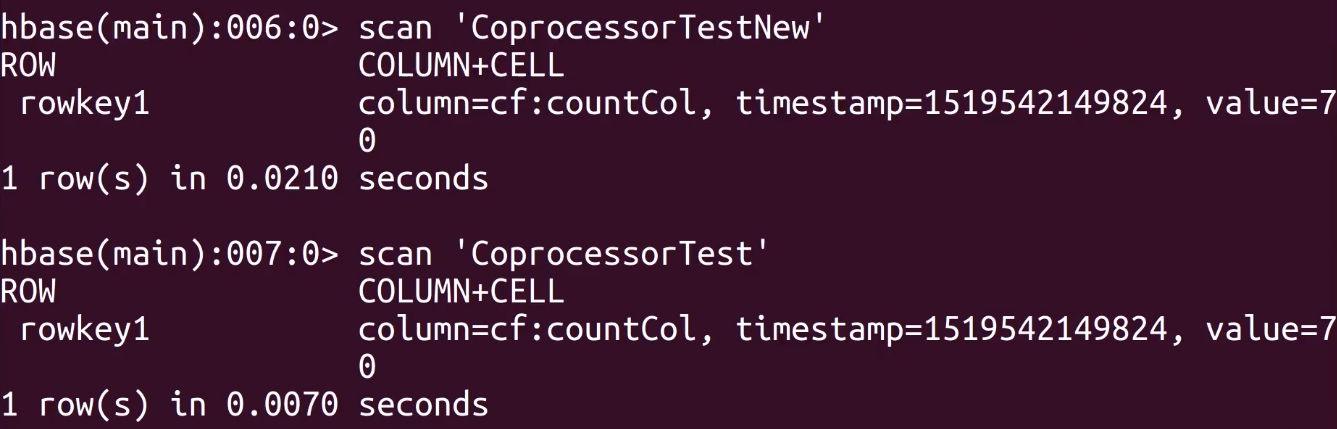 hbase(main):006:0> scan 'CoprocessorTestNew'
ROW COLUMN+CELL
rowkey1 column=cf:countCol, timestamp=1519542149824, value=7
0
1 row(s) in 0.0210 seconds
hbase(main):007:0> scan 'CoprocessorTest'
ROW COLUMN+CELL
rowkey1 column=cf:countCol, timestamp=1519542149824, value=7
0
1 row(s) in 0.0070 seconds